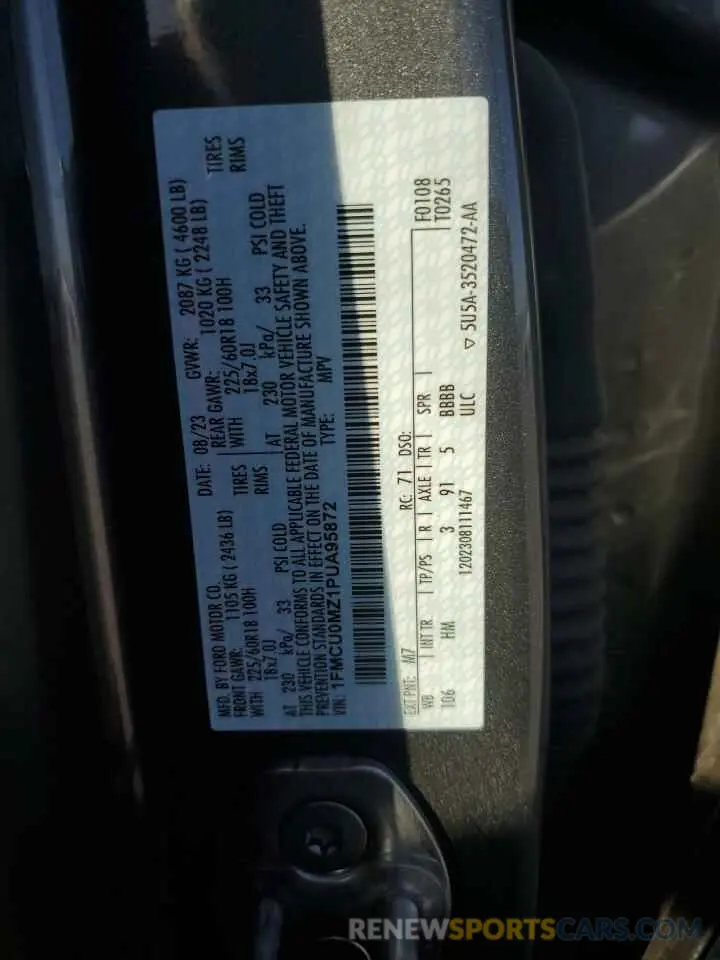 MFD. BY FORD MOTOR CO. DATE: 08/23 GVWR: 2087 KG ( 4600 LB)
FRONT GAWR: 1105 KG ( 2436 LB) REAR GAWR: 1020 KG ( 2248 LB)
WITH 225/60R18 100H TIRES WITH 225/60R18 100H TIRES
18x7.0J RIMS 18x7.0J RIMS
AT 230 kPa/ 33 PSI COLD AT 230 kPa/ 33 PSI COLD
THIS VEHICLE CONFORMS TO ALL APPLICABLE FEDERAL MOTOR VEHICLE SAFETY AND THEFT
PREVENTION STANDARDS IN EFFECT ON THE DATE OF MANUFACTURE SHOWN ABOVE.
VIN: 1FMCU0MZ1PUA95872 TYPE: MPV
EXT PNT: M7 RC: 71 DSO: F0108
WB INT TR TP/PS R AXLE TR SPR T0265
106 HM 3 91 5 BBBB
1202308111467 ULC ▽ 5U5A-3520472-AA
RENEWSPORTSCARS.COM